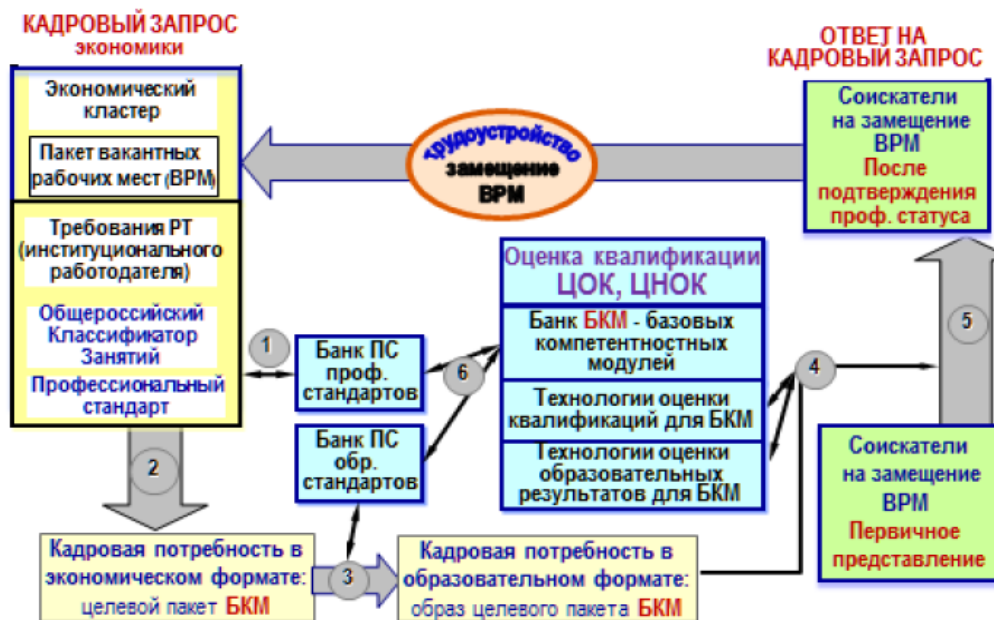 КАДРОВЫЙ ЗАПРОС
экономики
Экономический
кластер
Пакет вакантных
рабочих мест (ВРМ)
Требования РТ
(институционального
работодателя)
Общероссийский
Классификатор
Занятий
Профессиональный
стандарт
трудоустройство
замещение
ВРМ
ОТВЕТ НА
КАДРОВЫЙ ЗАПРОС
Соискатели
на замещение
ВРМ
После
подтверждения
проф. статуса
Оценка квалификации
ЦОК, ЦНОК
Банк БКМ - базовых
компетентностных
модулей
Технологии оценки
квалификаций для БКМ
Технологии оценки
образовательных
результатов для БКМ
1
Банк ПС
проф.
стандартов
6
4
5
Банк ПС
обр.
стандартов
2
Соискатели
на замещение
ВРМ
Первичное
представление
Кадровая потребность в
экономическом формате:
целевой пакет БКМ
3
Кадровая потребность в
образовательном формате:
образ целевого пакета БКМ